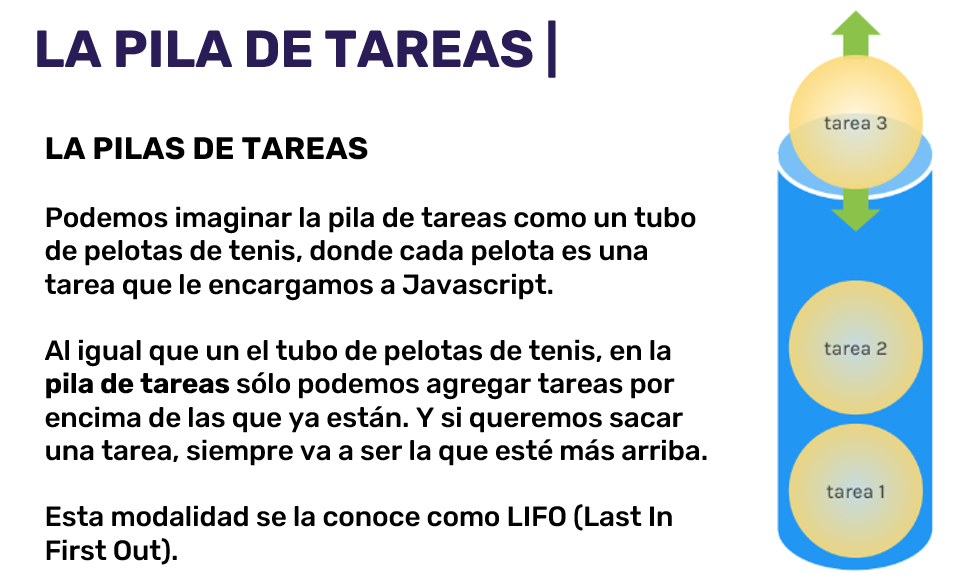 LA PILA DE TAREAS |
LA PILAS DE TAREAS
Podemos imaginar la pila de tareas como un tubo
de pelotas de tenis, donde cada pelota es una
tarea que le encargamos a Javascript.
Al igual que un el tubo de pelotas de tenis, en la
pila de tareas sólo podemos agregar tareas por
encima de las que ya están. Y si queremos sacar
una tarea, siempre va a ser la que esté más arriba.
Esta modalidad se la conoce como LIFO (Last In
First Out).
tarea 3
tarea 2
tarea 1